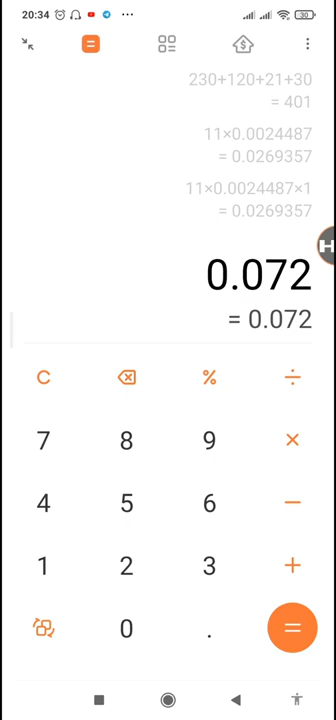 20:34
30
230+120+21+30
= 401
11×0.0024487
= 0.0269357
11×0.0024487×1
= 0.0269357
H
0.072
= 0.072
C % ÷
7 8 9 ×
4 5 6 −
1 2 3 +
0 . =